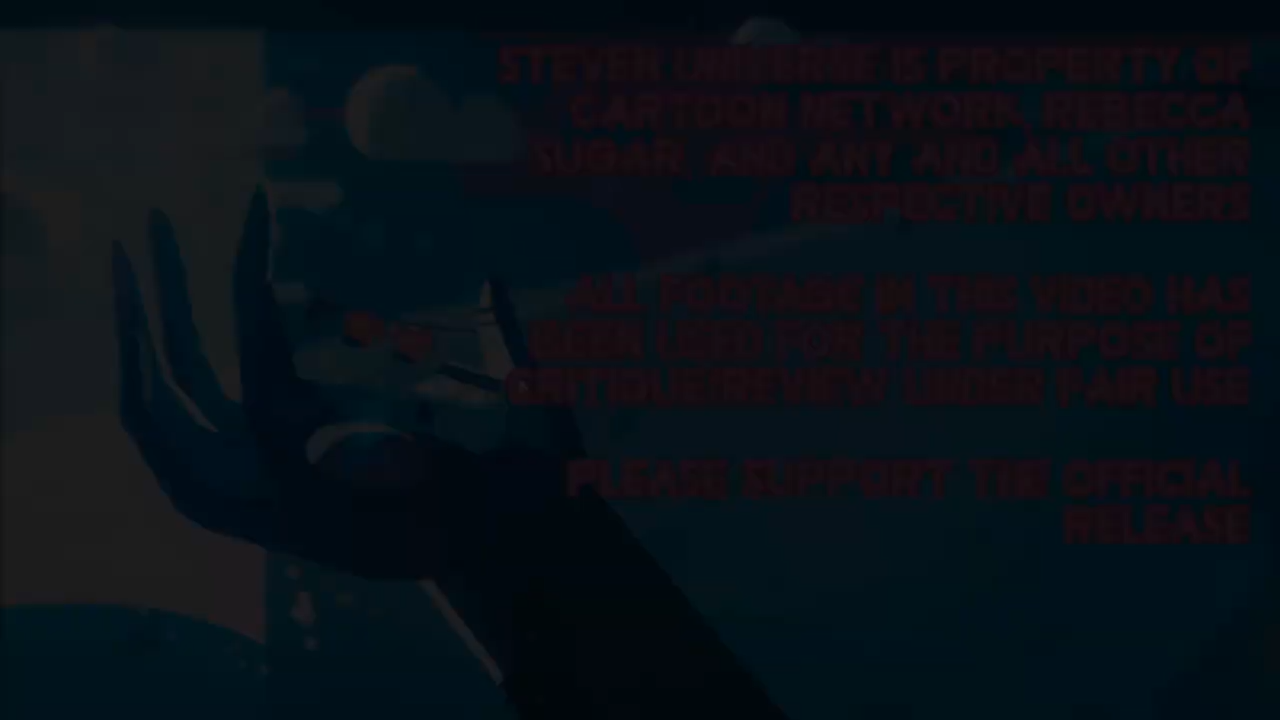 STEVEN UNIVERSE IS PROPERTY OF
CARTOON NETWORK, REBECCA
SUGAR, AND ANY AND ALL OTHER
RESPECTIVE OWNERS
ALL FOOTAGE IN THIS VIDEO HAS
BEEN USED FOR THE PURPOSE OF
CRITIQUE/REVIEW UNDER FAIR USE
PLEASE SUPPORT THE OFFICIAL
RELEASE